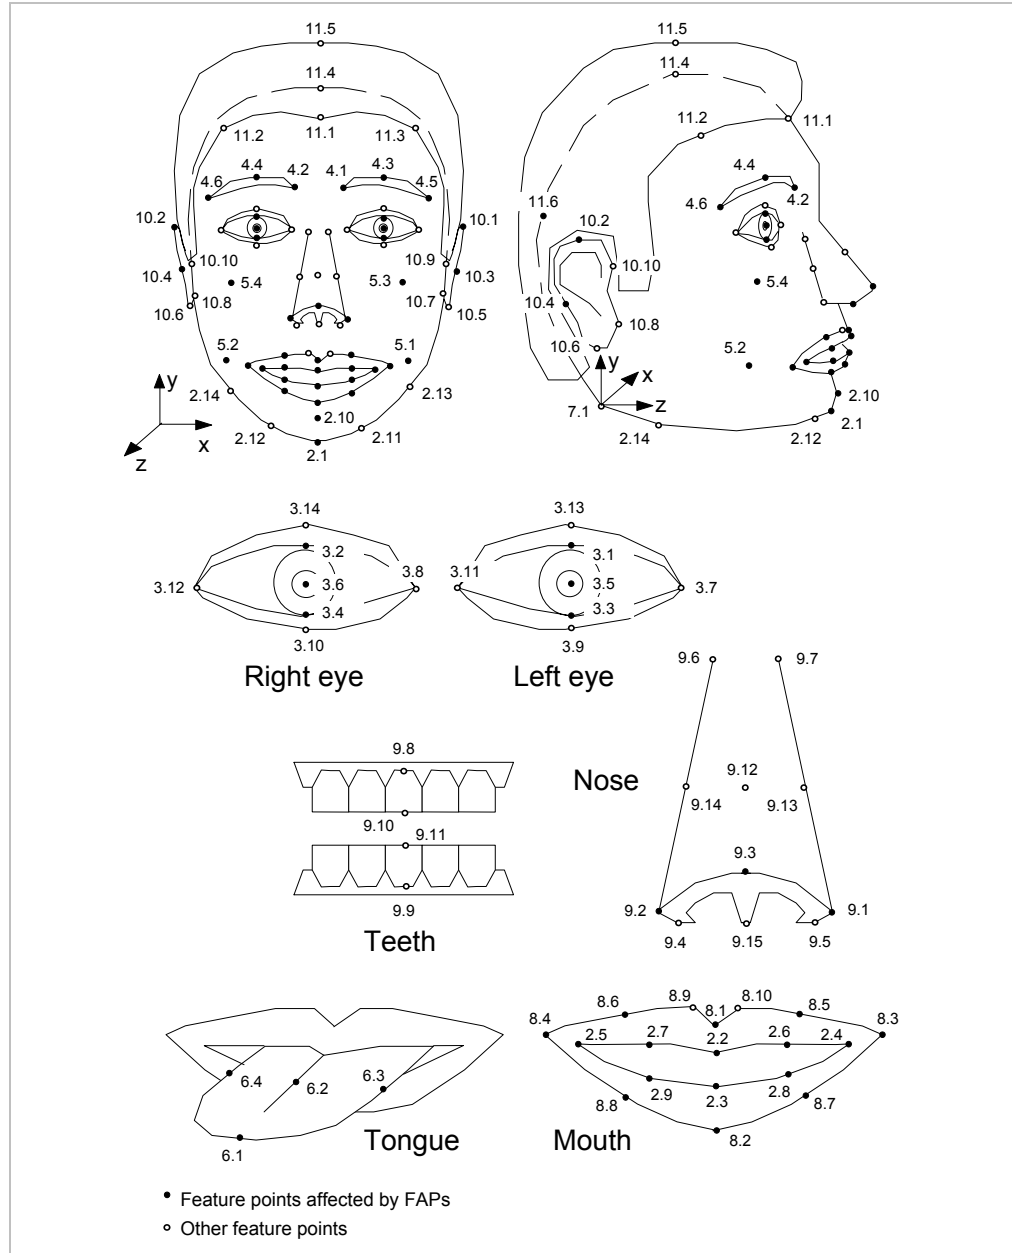 11.5 11.5
11.4 11.4
11.2 11.1 11.3 11.2 11.1
4.4 4.2 4.1 4.3 4.4
4.6 4.5 4.6 4.2
10.2 10.1 11.6 10.2
10.10 10.9 10.10
10.4 5.4 5.3 10.3 5.4
10.8 10.7 10.4
10.6 10.5 10.8
5.2 5.1 10.6 5.2
y y x
2.14 2.13 z 2.10
7.1
2.10 2.1
x 2.12 2.11 2.14 2.12
z 2.1
3.14 3.13
3.2 3.1
3.12 3.6 3.8 3.11 3.5 3.7
3.4 3.3
3.10 3.9
Right eye Left eye
9.6 9.7
9.8
Nose 9.12
9.14 9.13
9.10 9.11
9.3
9.9 9.2 9.1
Teeth 9.4 9.15 9.5
8.6 8.9 8.1 8.10 8.5
8.4 8.3
2.5 2.7 2.2 2.6 2.4
6.4 6.2 6.3
2.9 2.3 2.8
8.8 8.7
Tongue Mouth 8.2
6.1
Feature points affected by FAPs
Other feature points